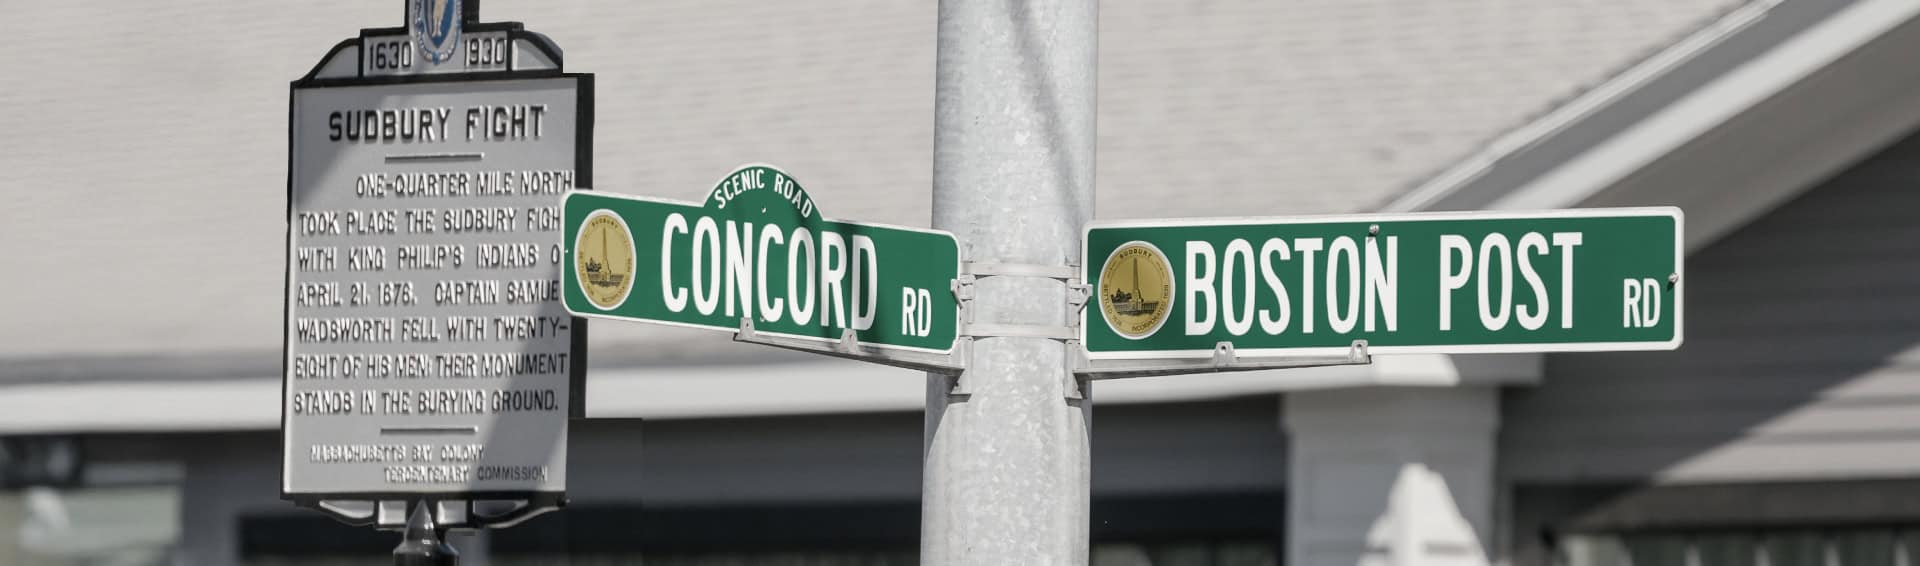 1630 1930
SUDBURY FIGHT
ONE-QUARTER MILE NORTH
TOOK PLACE THE SUDBURY FIGH
WITH KING PHILIP'S INDIANS O
APRIL 21, 1676. CAPTAIN SAMUE
WADSWORTH FELL WITH TWENTY-
EIGHT OF HIS MEN: THEIR MONUMENT
STANDS IN THE BURYING GROUND.
MASSACHUSETTS BAY COLONY
TERCENTENARY COMMISSION
SCENIC ROAD
CONCORD RD
SUDBURY
BOSTON POST RD
SUDBURY